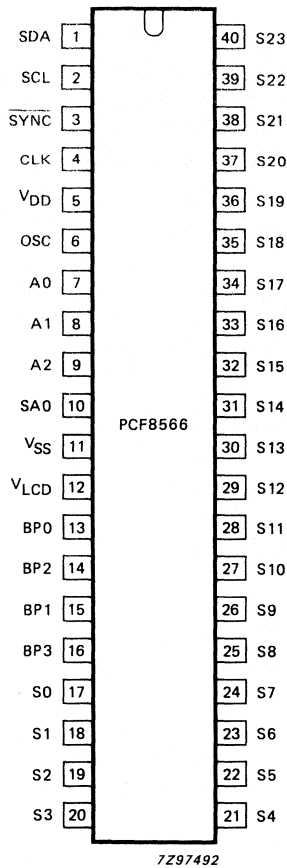 SDA 1 40 S23
SCL 2 39 S22
SYNC 3 38 S21
CLK 4 37 S20
VDD 5 36 S19
OSC 6 35 S18
A0 7 34 S17
A1 8 33 S16
A2 9 32 S15
SA0 10 31 S14
PCF8566
VSS 11 30 S13
VLCD 12 29 S12
BP0 13 28 S11
BP2 14 27 S10
BP1 15 26 S9
BP3 16 25 S8
S0 17 24 S7
S1 18 23 S6
S2 19 22 S5
S3 20 21 S4
7Z97492